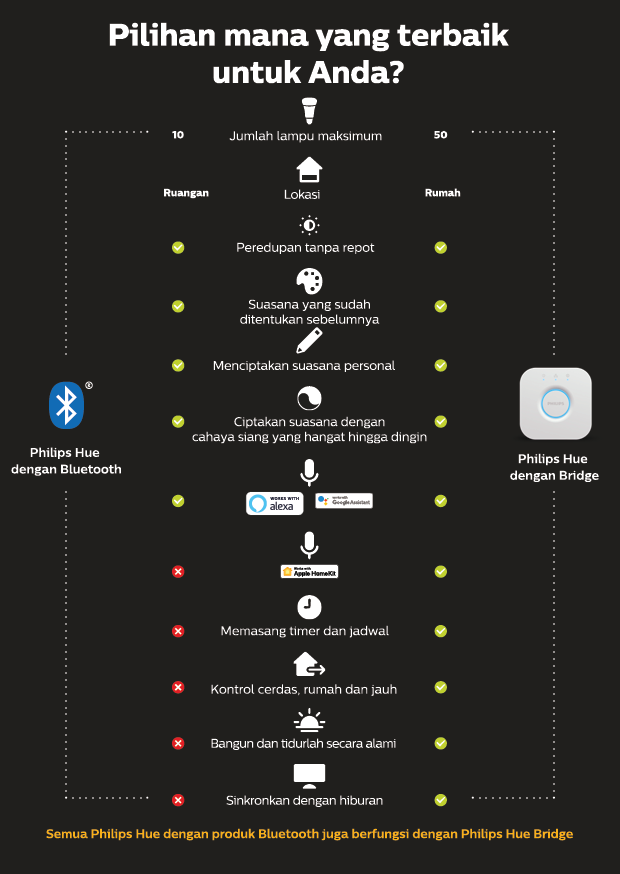 Pilihan mana yang terbaik
untuk Anda?
10 Jumlah lampu maksimum 50
Ruangan Lokasi Rumah
Peredupan tanpa repot
Suasana yang sudah
ditentukan sebelumnya
Menciptakan suasana personal
®
Philips Hue
dengan Bluetooth
Ciptakan suasana dengan
cahaya siang yang hangat hingga dingin
PHILIPS
Philips Hue
dengan Bridge
WORKS WITH
alexa
works with
Google Assistant
Works with
Apple HomeKit
Memasang timer dan jadwal
Kontrol cerdas, rumah dan jauh
Bangun dan tidurlah secara alami
Sinkronkan dengan hiburan
Semua Philips Hue dengan produk Bluetooth juga berfungsi dengan Philips Hue Bridge